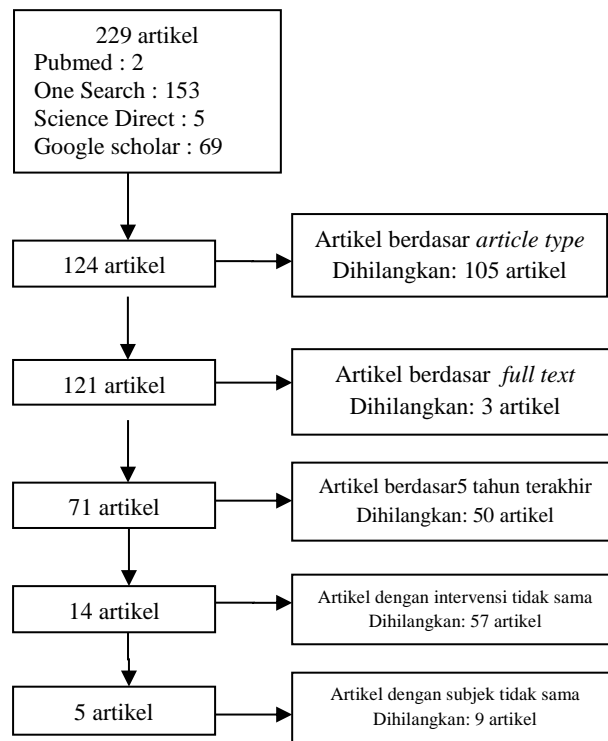 229 artikel
Pubmed : 2
One Search : 153
Science Direct : 5
Google scholar : 69
124 artikel
Artikel berdasar article type
Dihilangkan: 105 artikel
121 artikel
Artikel berdasar full text
Dihilangkan: 3 artikel
71 artikel
Artikel berdasar5 tahun terakhir
Dihilangkan: 50 artikel
14 artikel
Artikel dengan intervensi tidak sama
Dihilangkan: 57 artikel
5 artikel
Artikel dengan subjek tidak sama
Dihilangkan: 9 artikel